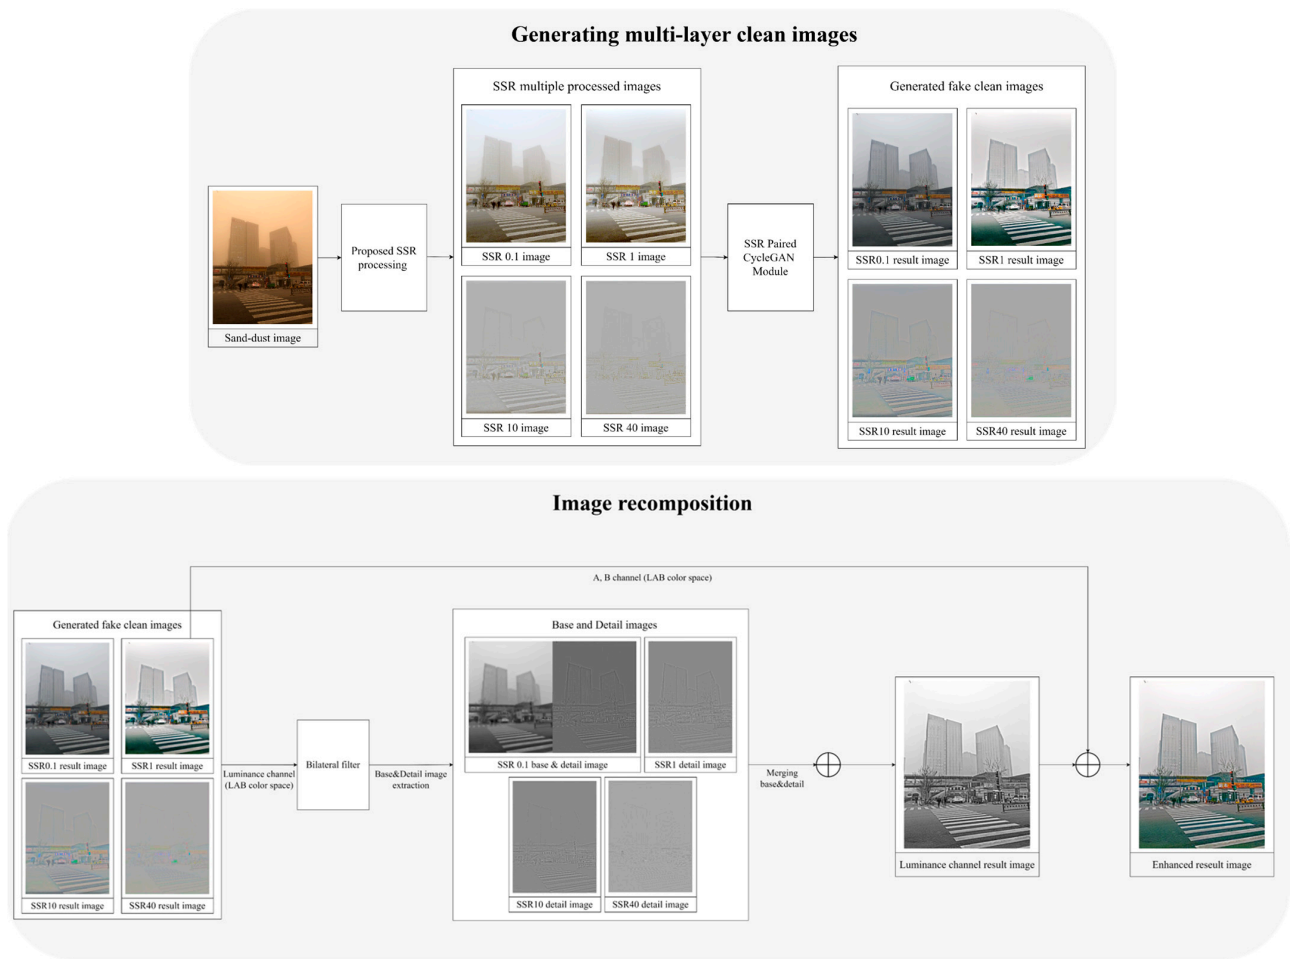 Generating multi-layer clean images
SSR multiple processed images
Generated fake clean images
Sand-dust image
Proposed SSR
processing
SSR 0.1 image
SSR 1 image
SSR 10 image
SSR 40 image
SSR Paired
CycleGAN
Module
SSR0.1 result image
SSR1 result image
SSR10 result image
SSR40 result image
Image recomposition
A, B channel (LAB color space)
Generated fake clean images
SSR0.1 result image
SSR1 result image
SSR10 result image
SSR40 result image
Luminance channel
(LAB color space)
Bilateral filter
Base&Detail image
extraction
Base and Detail images
SSR 0.1 base & detail image
SSR1 detail image
SSR10 detail image
SSR40 detail image
Merging
base&detail
Luminance channel result image
Enhanced reseult image